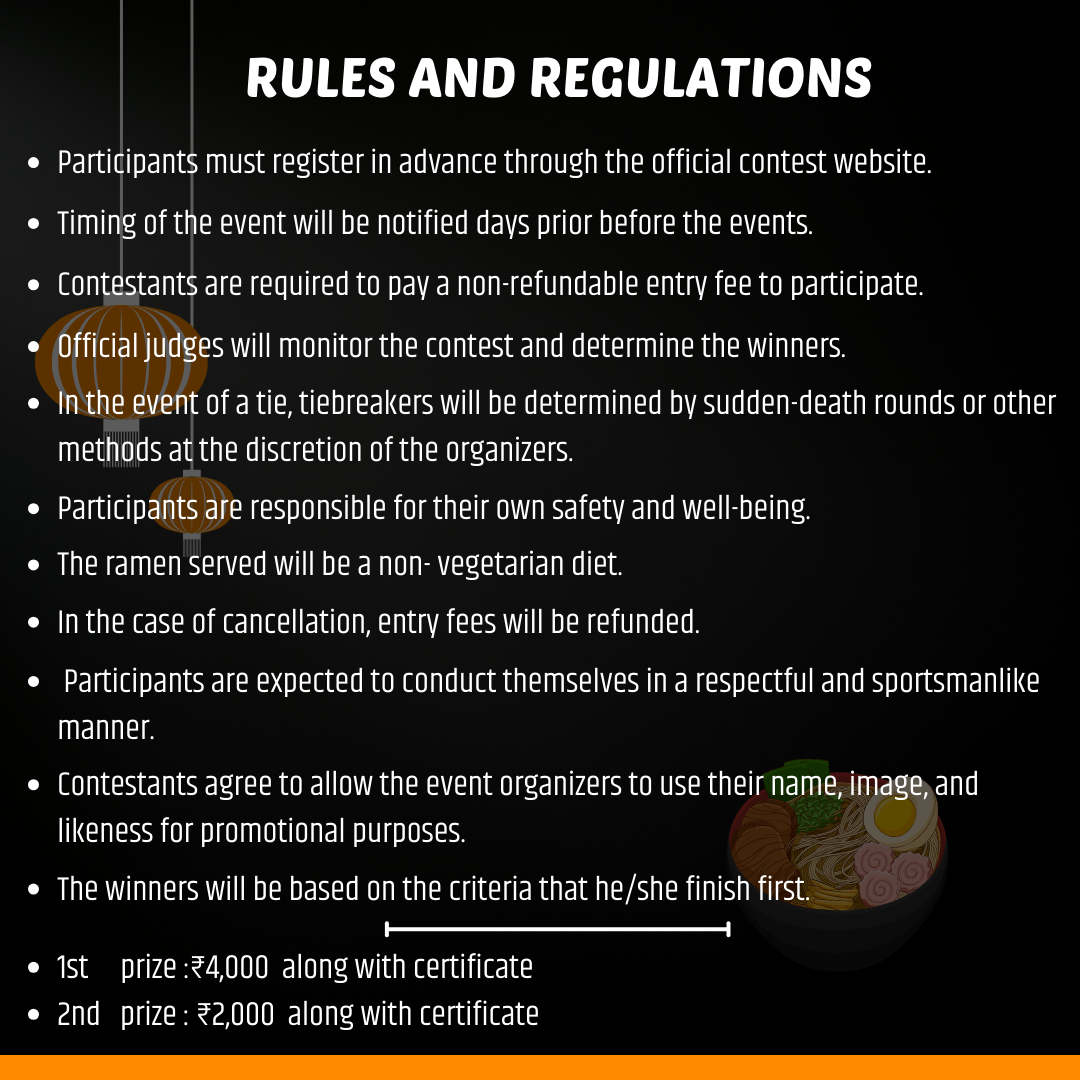 RULES AND REGULATIONS
• Participants must register in advance through the official contest website.
• Timing of the event will be notified days prior before the events.
• Contestants are required to pay a non-refundable entry fee to participate.
• Official judges will monitor the contest and determine the winners.
• In the event of a tie, tiebreakers will be determined by sudden-death rounds or other
methods at the discretion of the organizers.
• Participants are responsible for their own safety and well-being.
• The ramen served will be a non- vegetarian diet.
• In the case of cancellation, entry fees will be refunded.
• Participants are expected to conduct themselves in a respectful and sportsmanlike
manner.
• Contestants agree to allow the event organizers to use their name, image, and
likeness for promotional purposes.
• The winners will be based on the criteria that he/she finish first.
• 1st prize :₹4,000 along with certificate
• 2nd prize : ₹2,000 along with certificate